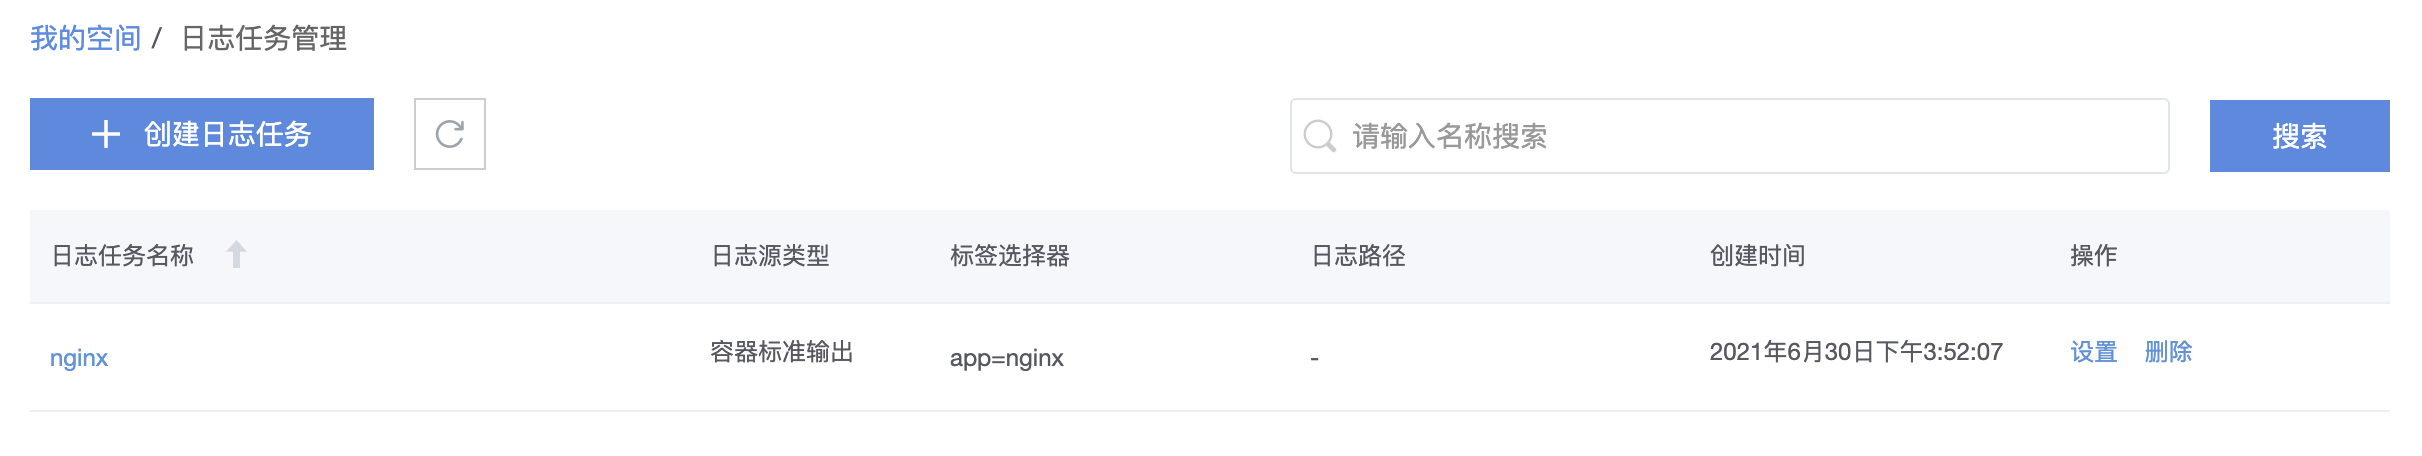 我的空间 / 日志任务管理
创建日志任务 请输入名称搜索 搜索
日志任务名称 日志源类型 标签选择器 日志路径 创建时间 操作
nginx 容器标准输出 app=nginx - 2021年6月30日下午3:52:07 设置 删除